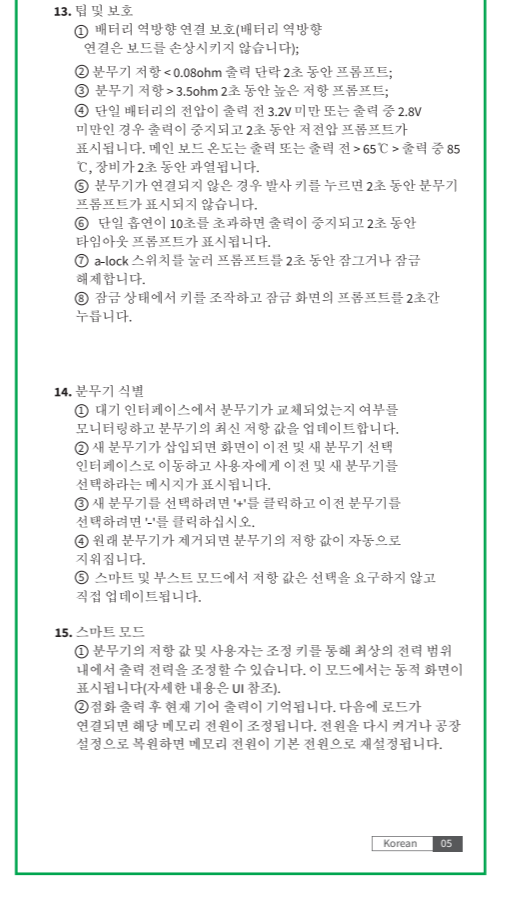 13. 팁 및 보호
① 배터리 역방향 연결 보호(배터리 역방향
연결은 보드를 손상시키지 않습니다);
② 분무기 저항 < 0.08ohm 출력 단락 2초 동안 프롬프트;
③ 분무기 저항 > 3.5ohm 2초 동안 높은 저항 프롬프트;
④ 단일 배터리의 전압이 출력 전 3.2V 미만 또는 출력 중 2.8V
미만인 경우 출력이 중지되고 2초 동안 저전압 프롬프트가
표시됩니다. 메인 보드 온도는 출력 또는 출력 전 > 65℃ > 출력 중 85
℃, 장비가 2초 동안 과열됩니다.
⑤ 분무기가 연결되지 않은 경우 발사 키를 누르면 2초 동안 분무기
프롬프트가 표시되지 않습니다.
⑥ 단일 흡연이 10초를 초과하면 출력이 중지되고 2초 동안
타임아웃 프롬프트가 표시됩니다.
⑦ a-lock 스위치를 눌러 프롬프트를 2초 동안 잠그거나 잠금
해제합니다.
⑧ 잠금 상태에서 키를 조작하고 잠금 화면의 프롬프트를 2초간
누릅니다.
14. 분무기 식별
① 대기 인터페이스에서 분무기가 교체되었는지 여부를
모니터링하고 분무기의 최신 저항 값을 업데이트합니다.
② 새 분무기가 삽입되면 화면이 이전 및 새 분무기 선택
인터페이스로 이동하고 사용자에게 이전 및 새 분무기를
선택하라는 메시지가 표시됩니다.
③ 새 분무기를 선택하려면 '+'를 클릭하고 이전 분무기를
선택하려면 '-'를 클릭하십시오.
④ 원래 분무기가 제거되면 분무기의 저항 값이 자동으로
지워집니다.
⑤ 스마트 및 부스트 모드에서 저항 값은 선택을 요구하지 않고
직접 업데이트됩니다.
15. 스마트 모드
① 분무기의 저항 값 및 사용자는 조정 키를 통해 최상의 전력 범위
내에서 출력 전력을 조정할 수 있습니다. 이 모드에서는 동적 화면이
표시됩니다(자세한 내용은 UI 참조).
②점화 출력 후 현재 기어 출력이 기억됩니다. 다음에 로드가
연결되면 해당 메모리 전원이 조정됩니다. 전원을 다시 켜거나 공장
설정으로 복원하면 메모리 전원이 기본 전원으로 재설정됩니다.
Korean 05